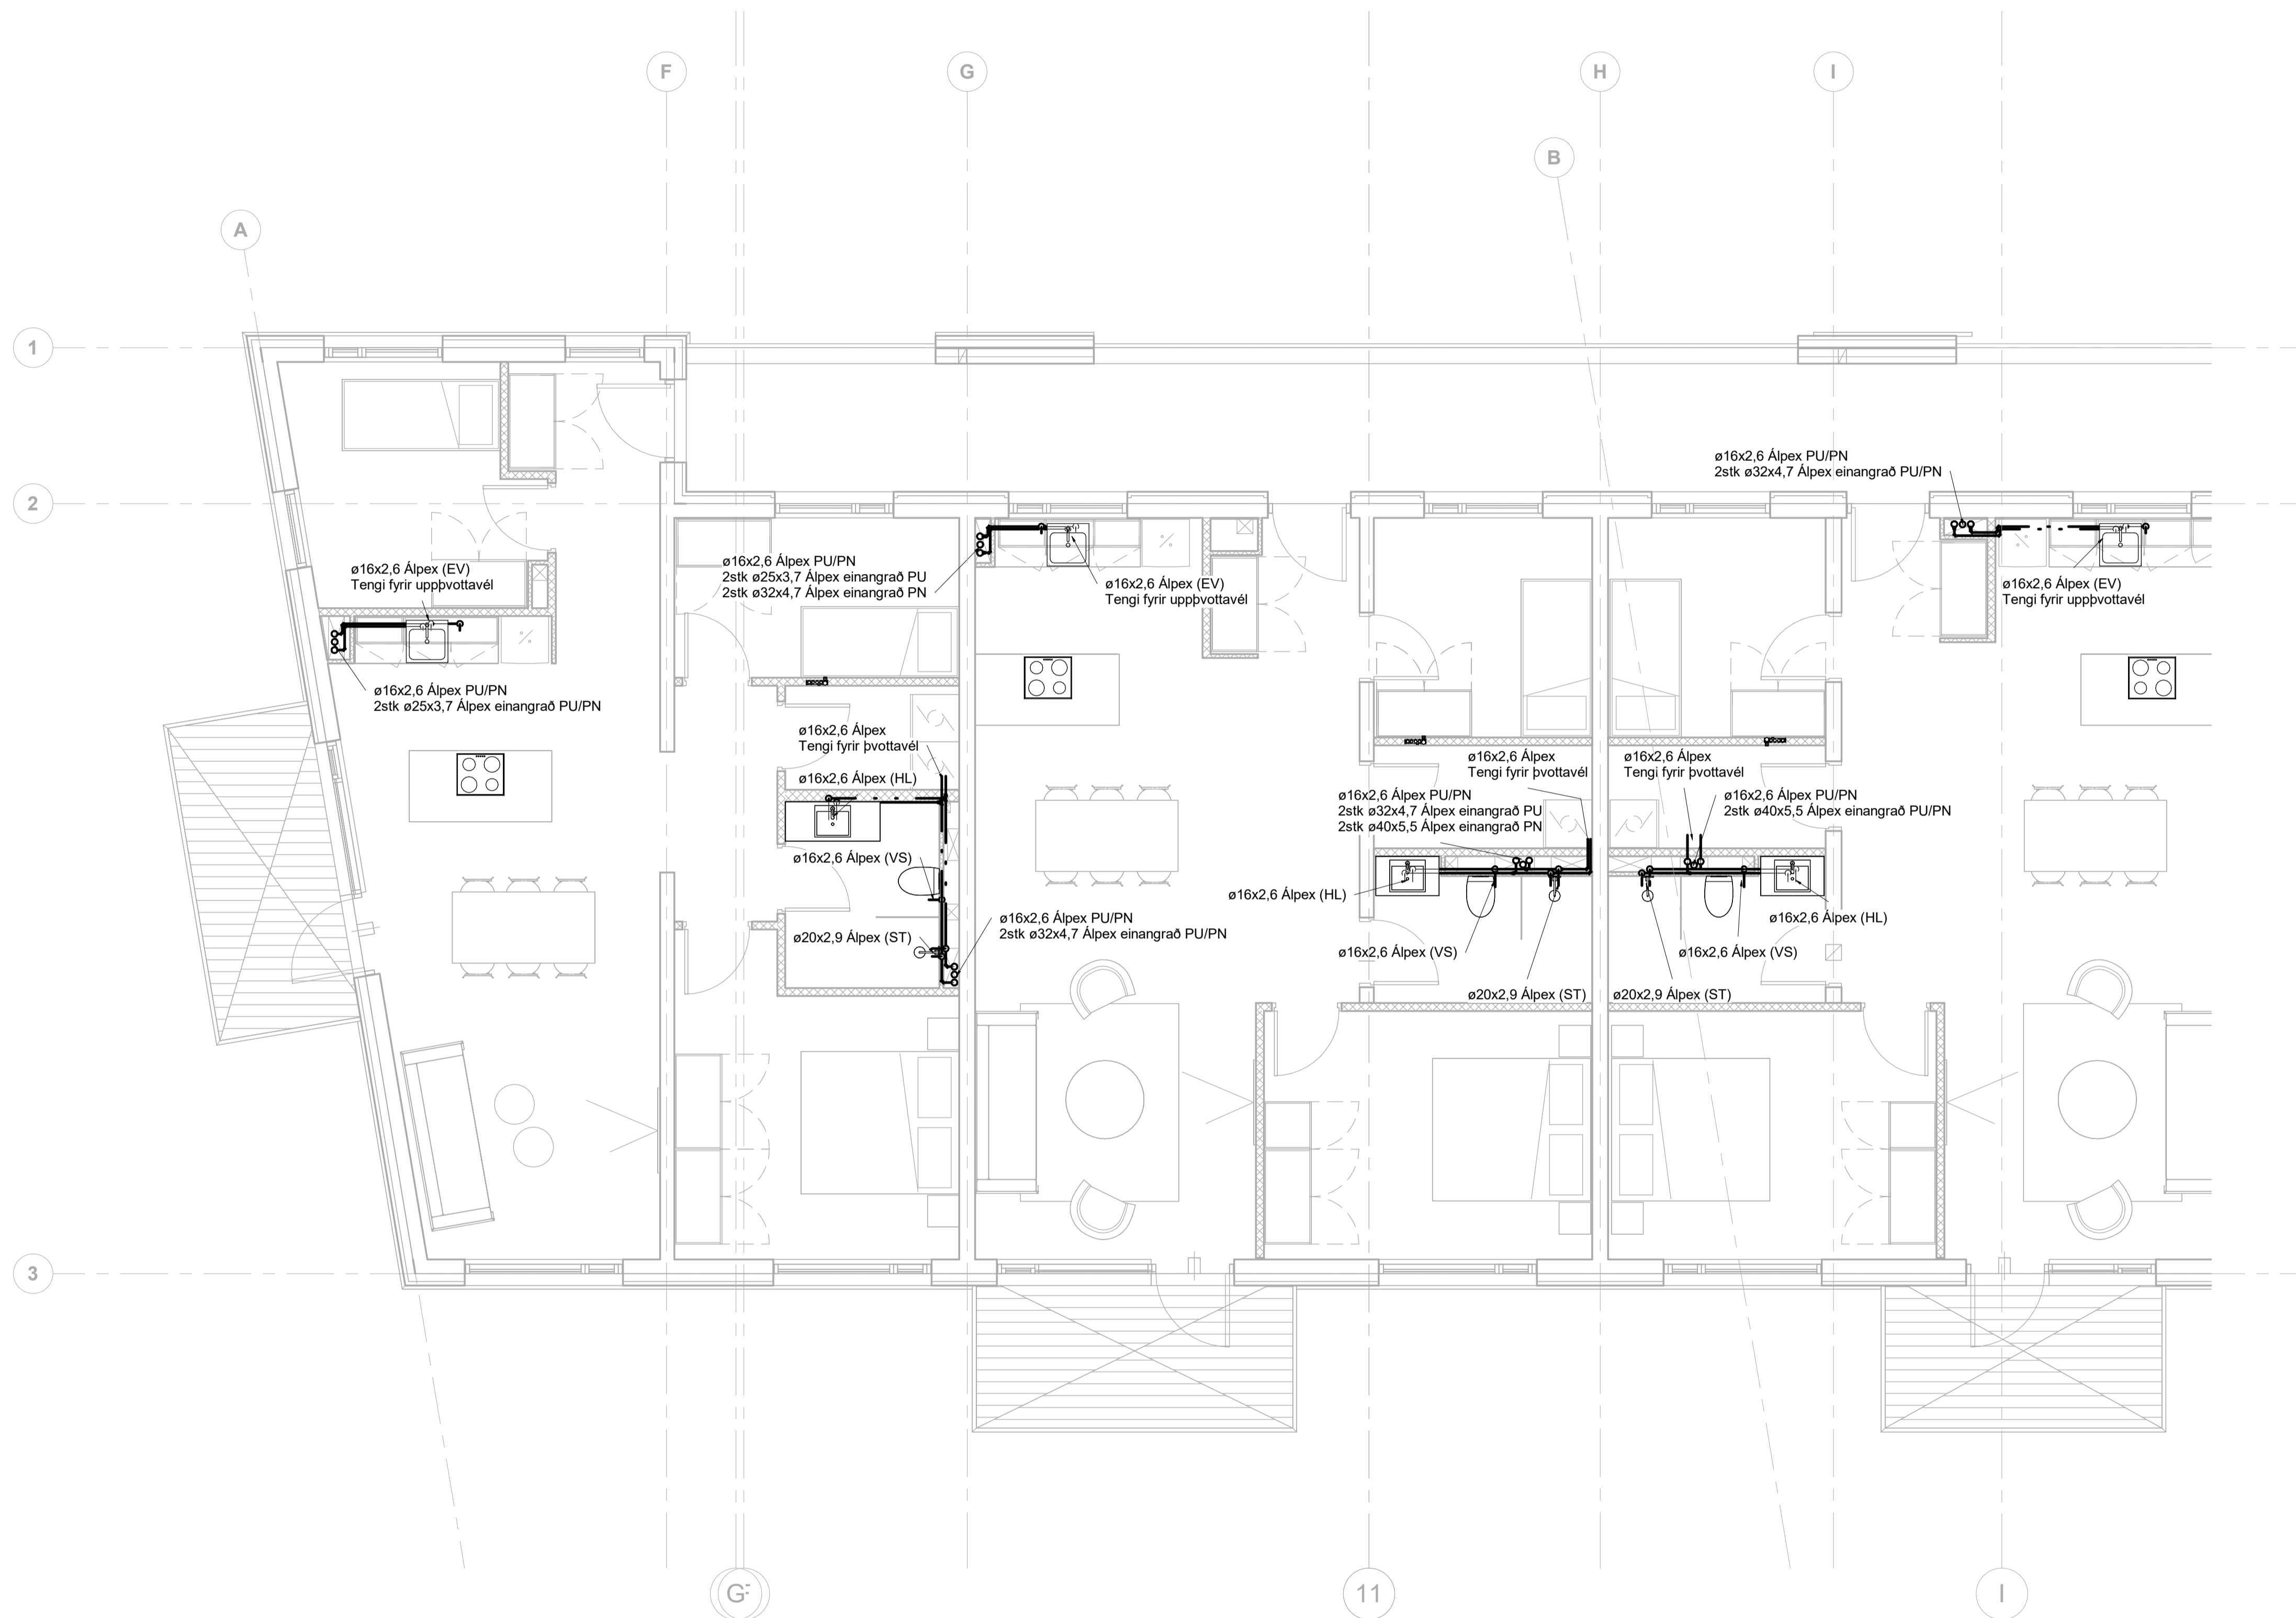 F
G
H
I
B
A
1
2
3
ø16x2,6 Álpex PU/PN
2stk ø32x4,7 Álpex einangrað PU/PN
ø16x2,6 Álpex (EV)
Tengi fyrir uppþvottavél
ø16x2,6 Álpex PU/PN
2stk ø25x3,7 Álpex einangrað PU
2stk ø32x4,7 Álpex einangrað PN
ø16x2,6 Álpex (EV)
Tengi fyrir uppþvottavél
ø16x2,6 Álpex (EV)
Tengi fyrir uppþvottavél
ø16x2,6 Álpex PU/PN
2stk ø25x3,7 Álpex einangrað PU/PN
ø16x2,6 Álpex
Tengi fyrir þvottavél
ø16x2,6 Álpex (HL)
ø16x2,6 Álpex
Tengi fyrir þvottavél
ø16x2,6 Álpex
Tengi fyrir þvottavél
ø16x2,6 Álpex PU/PN
2stk ø32x4,7 Álpex einangrað PU
2stk ø40x5,5 Álpex einangrað PN
ø16x2,6 Álpex PU/PN
2stk ø40x5,5 Álpex einangrað PU/PN
ø16x2,6 Álpex (VS)
ø16x2,6 Álpex (HL)
ø16x2,6 Álpex PU/PN
2stk ø32x4,7 Álpex einangrað PU/PN
ø16x2,6 Álpex (HL)
ø20x2,9 Álpex (ST)
ø16x2,6 Álpex (VS)
ø16x2,6 Álpex (VS)
ø20x2,9 Álpex (ST)
ø20x2,9 Álpex (ST)
G
11
I